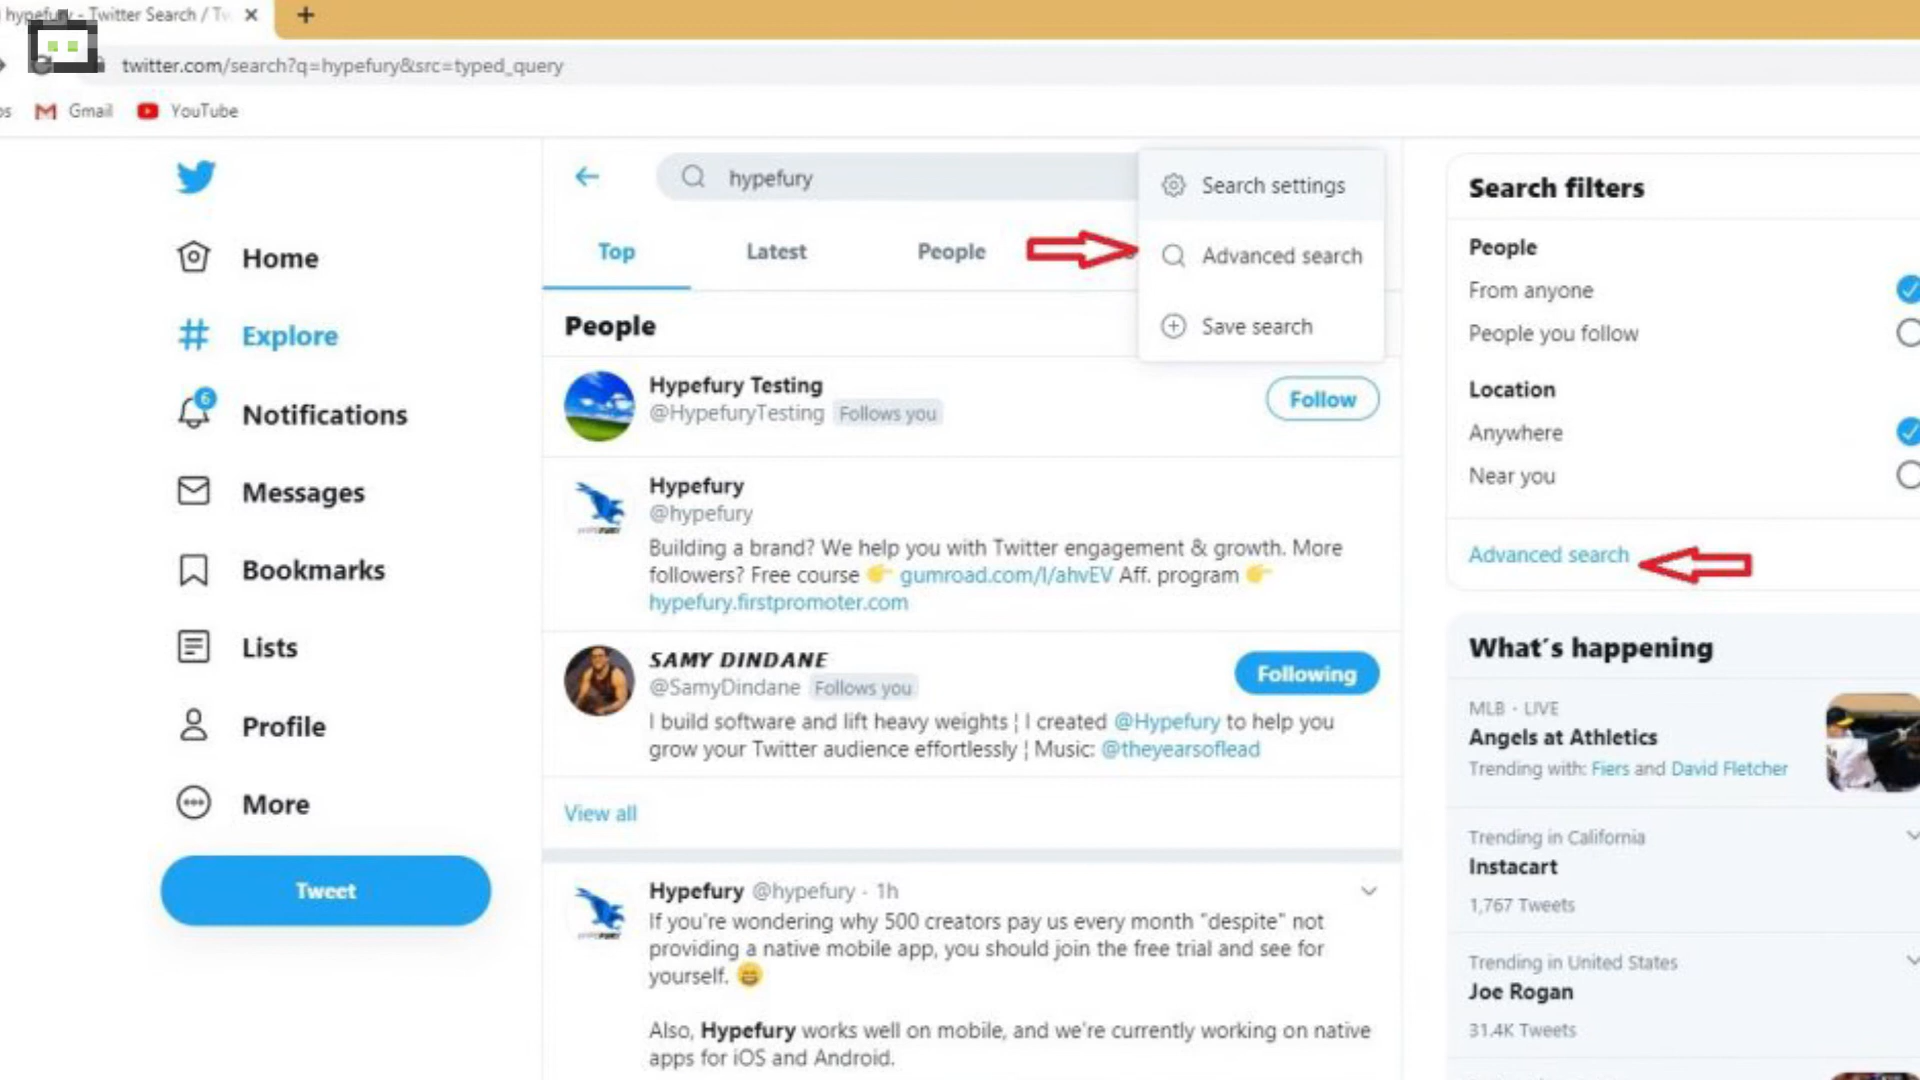 hypefury - Twitter Search / Tw
twitter.com/search?q=hypefury&src=typed_query
Gmail
YouTube
hypefury
Search settings
Advanced search
Save search
Top
Latest
People
Home
Explore
6
Notifications
Messages
Bookmarks
Lists
Profile
More
Tweet
People
Hypefury Testing
@HypefuryTesting Follows you
Follow
Hypefury
@hypefury
Building a brand? We help you with Twitter engagement & growth. More
followers? Free course 👉 gumroad.com/l/ahvEV Aff. program 👉
hypefury.firstpromoter.com
SAMY DINDANE
@SamyDindane Follows you
Following
I build software and lift heavy weights ¦ I created @Hypefury to help you
grow your Twitter audience effortlessly ¦ Music: @theyearsoflead
View all
Hypefury @hypefury · 1h
If you're wondering why 500 creators pay us every month "despite" not
providing a native mobile app, you should join the free trial and see for
yourself. 😄
Also, Hypefury works well on mobile, and we're currently working on native
apps for iOS and Android.
Search filters
People
From anyone
People you follow
Location
Anywhere
Near you
Advanced search
What´s happening
MLB · LIVE
Angels at Athletics
Trending with: Fiers and David Fletcher
Trending in California
Instacart
1,767 Tweets
Trending in United States
Joe Rogan
31.4K Tweets